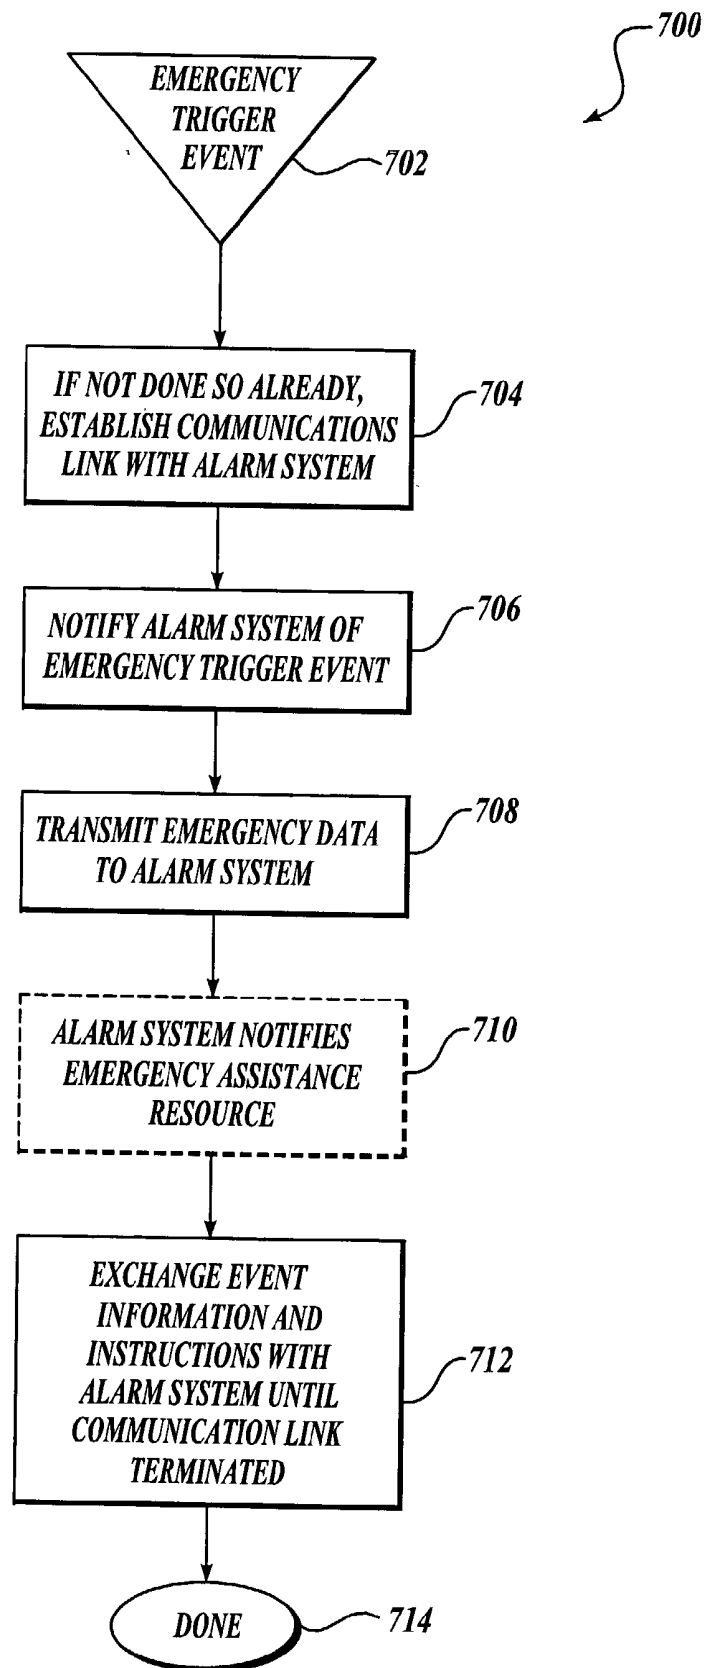 700
EMERGENCY
TRIGGER
EVENT
702
IF NOT DONE SO ALREADY,
ESTABLISH COMMUNICATIONS
LINK WITH ALARM SYSTEM
704
NOTIFY ALARM SYSTEM OF
EMERGENCY TRIGGER EVENT
706
TRANSMIT EMERGENCY DATA
TO ALARM SYSTEM
708
ALARM SYSTEM NOTIFIES
EMERGENCY ASSISTANCE
RESOURCE
710
EXCHANGE EVENT
INFORMATION AND
INSTRUCTIONS WITH
ALARM SYSTEM UNTIL
COMMUNICATION LINK
TERMINATED
712
DONE
714